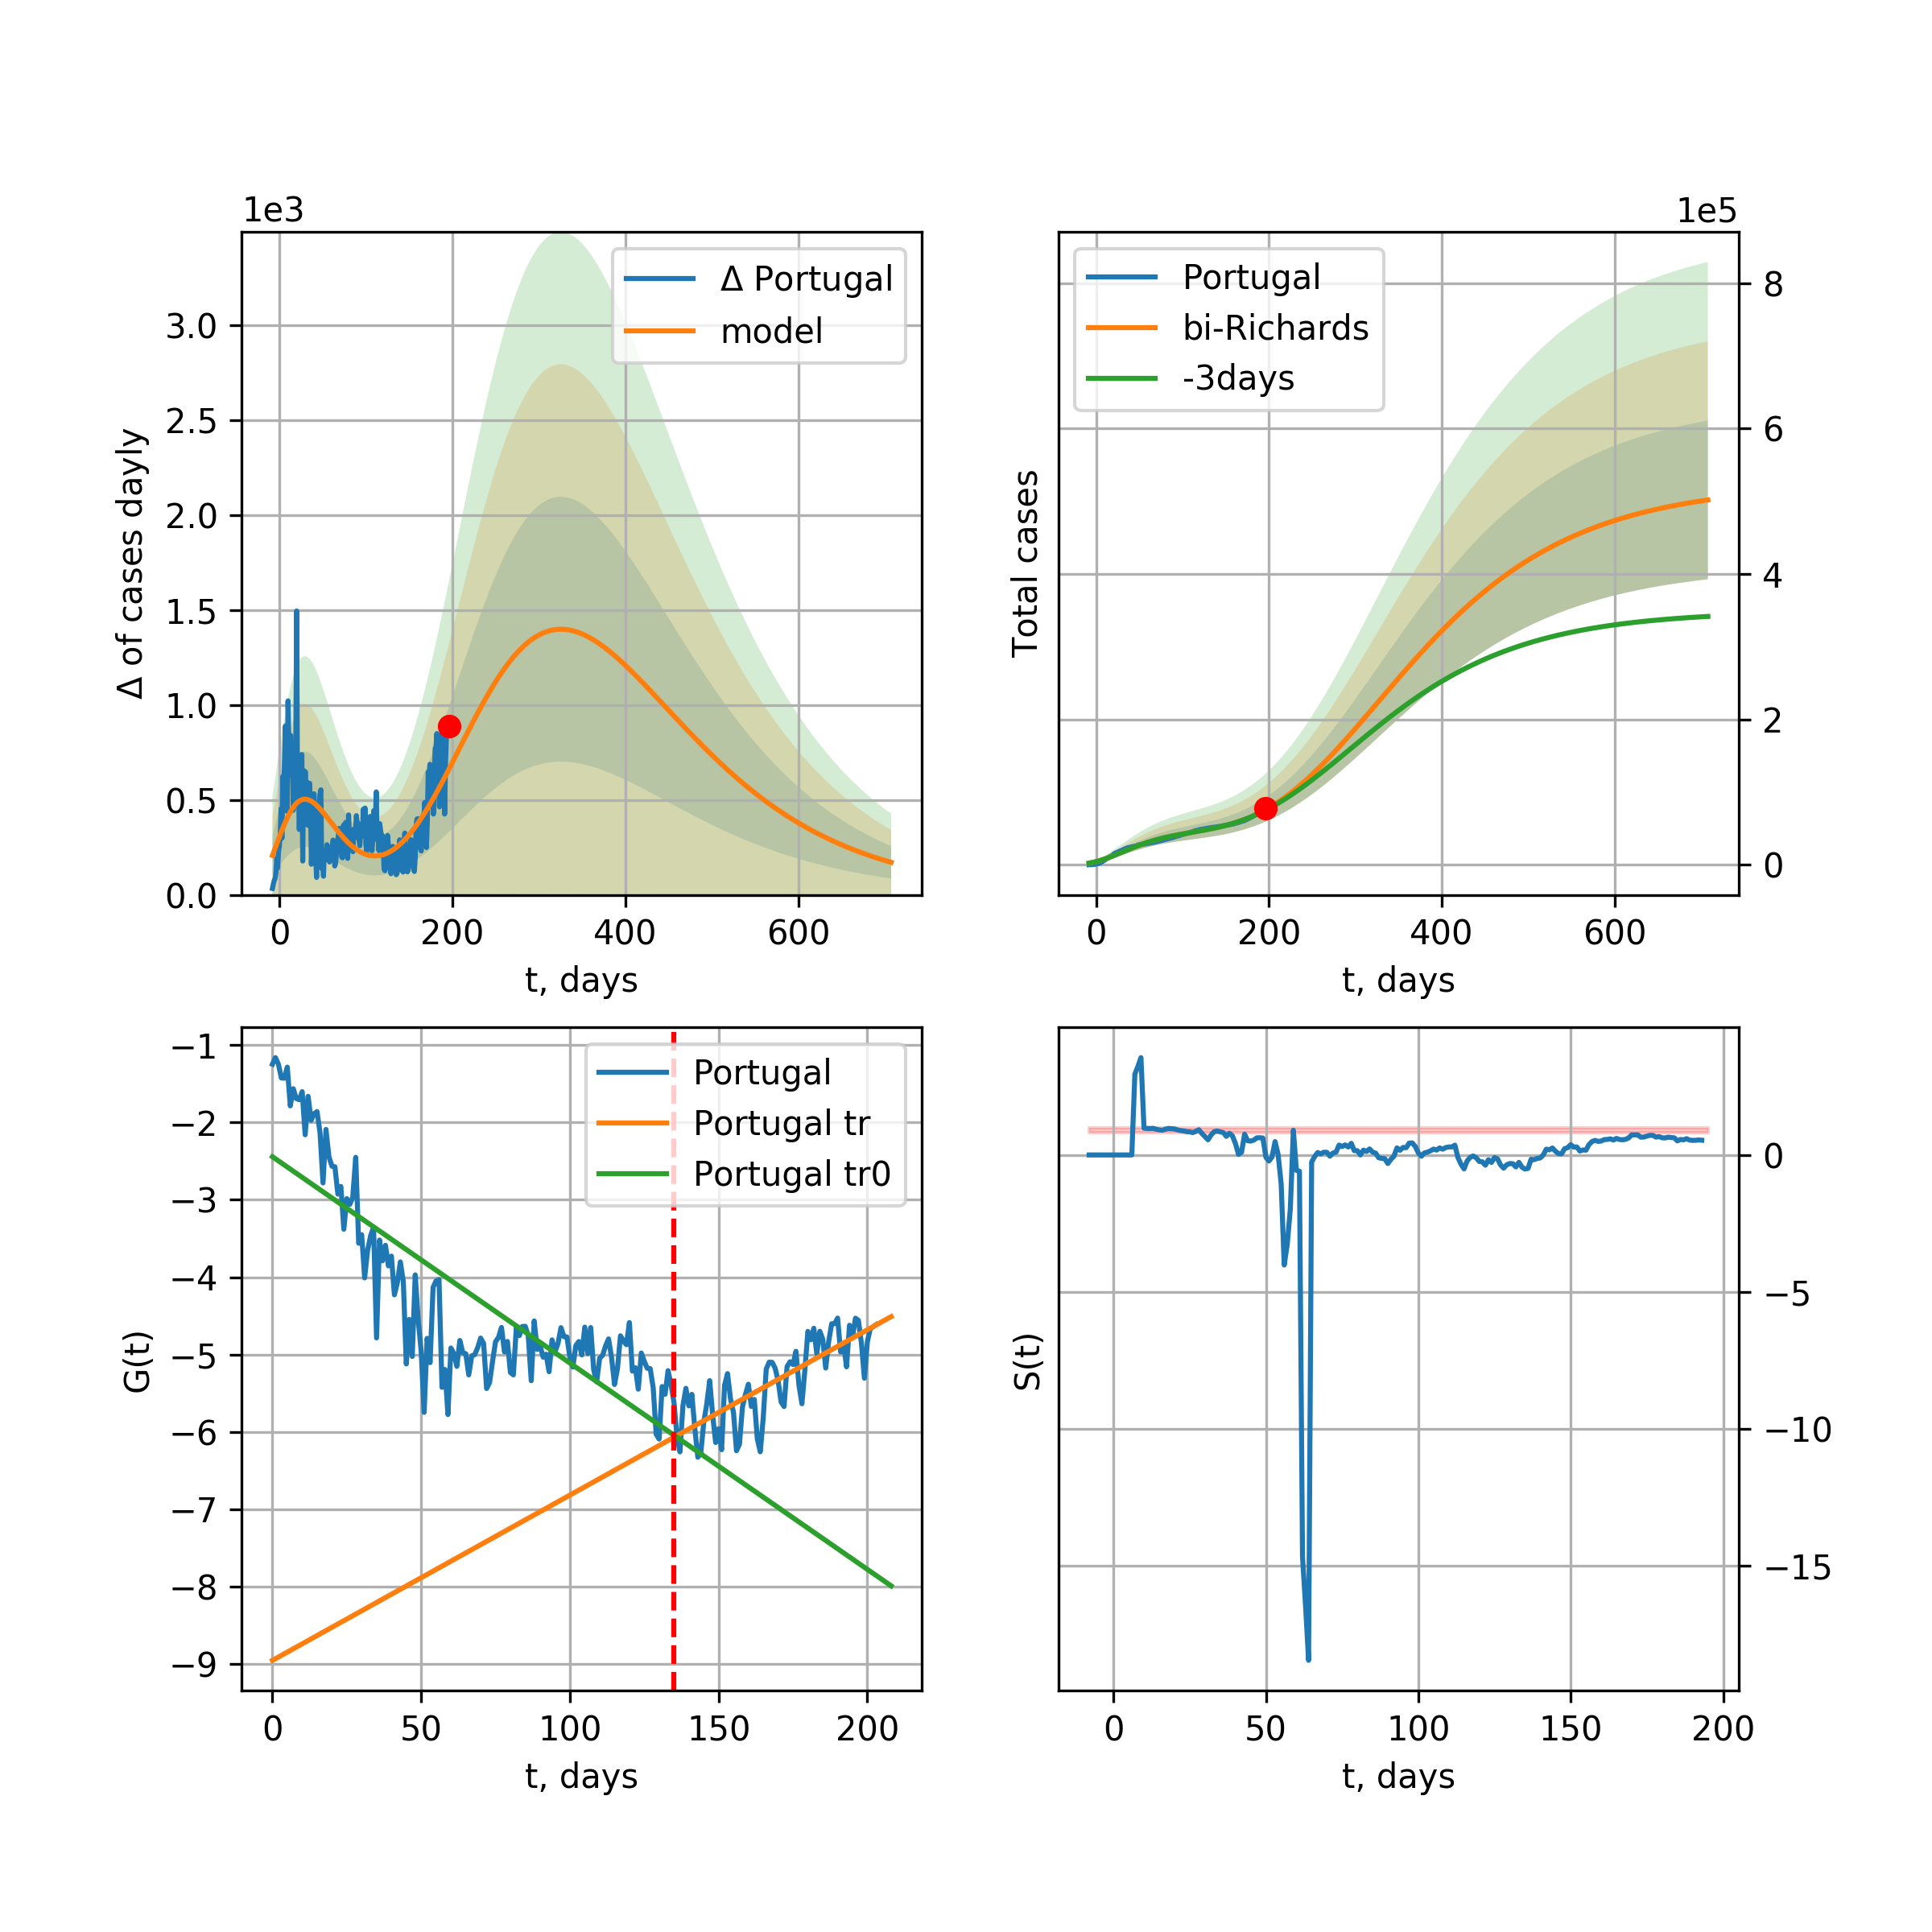 1e3
Δ Portugal
model
3.0
2.5
2.0
1.5
1.0
0.5
0.0
Δ of cases dayly
0 200 400 600
t, days
1e5
Portugal
bi-Richards
-3days
8
6
4
2
0
Total cases
0 200 400 600
t, days
Portugal
Portugal tr
Portugal tr0
−1
−2
−3
−4
−5
−6
−7
−8
−9
G(t)
0 50 100 150 200
t, days
0
−5
−10
−15
S(t)
0 50 100 150 200
t, days